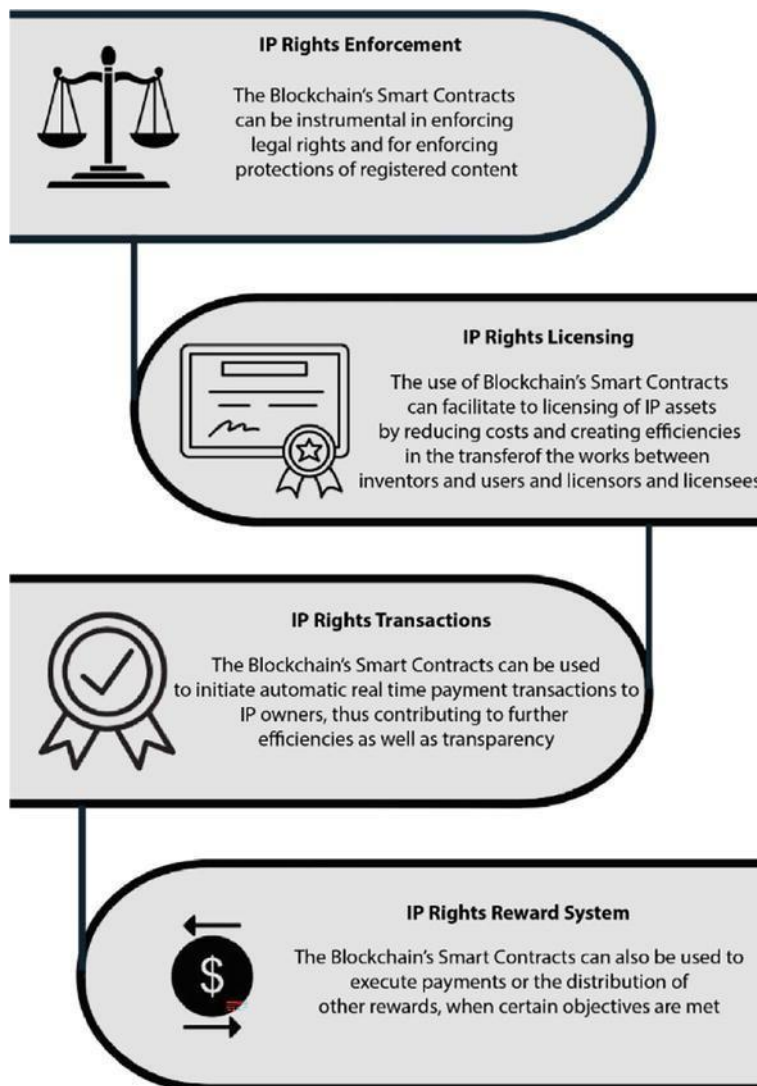 IP Rights Enforcement
The Blockchain's Smart Contracts
can be instrumental in enforcing
legal rights and for enforcing
protections of registered content
IP Rights Licensing
The use of Blockchain's Smart Contracts
can facilitate to licensing of IP assets
by reducing costs and creating efficiencies
in the transferof the works between
inventors and users and licensors and licensees
IP Rights Transactions
The Blockchain's Smart Contracts can be used
to initiate automatic real time payment transactions to
IP owners, thus contributing to further
efficiencies as well as transparency
IP Rights Reward System
$
The Blockchain's Smart Contracts can also be used to
execute payments or the distribution of
other rewards, when certain objectives are met